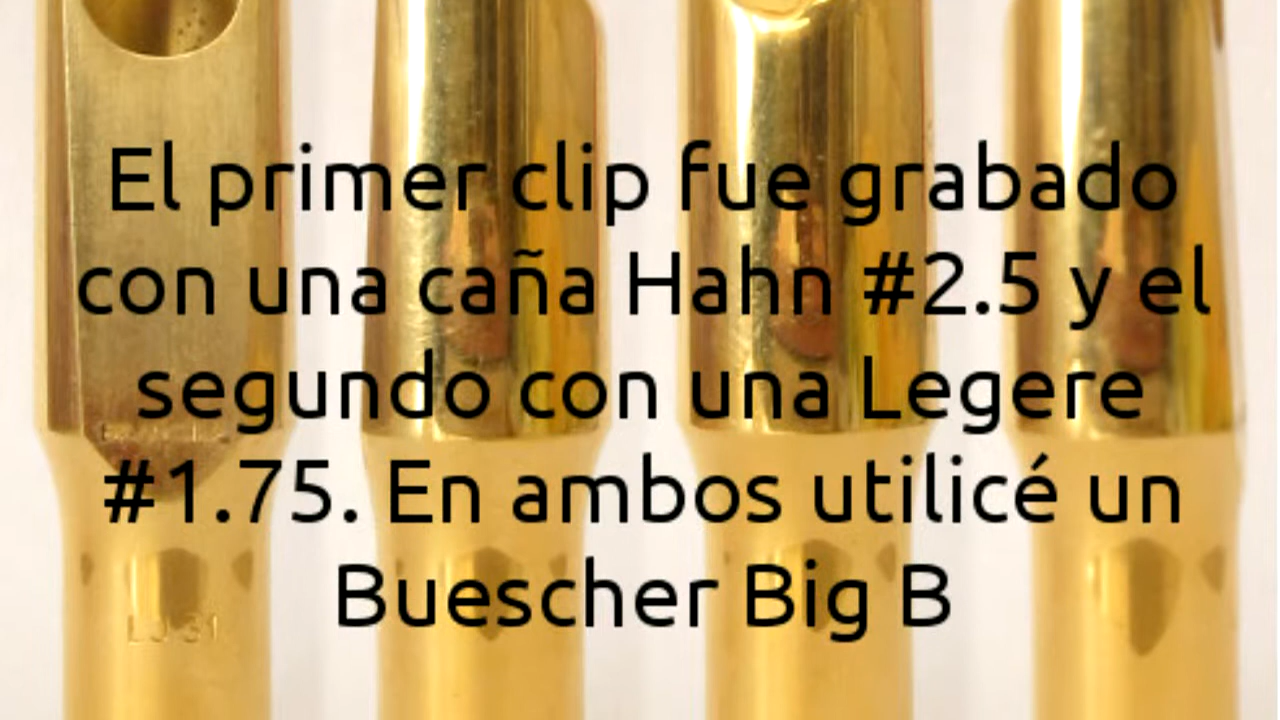 El primer clip fue grabado
con una caña Hahn #2.5 y el
segundo con una Legere
#1.75. En ambos utilicé un
Buescher Big B